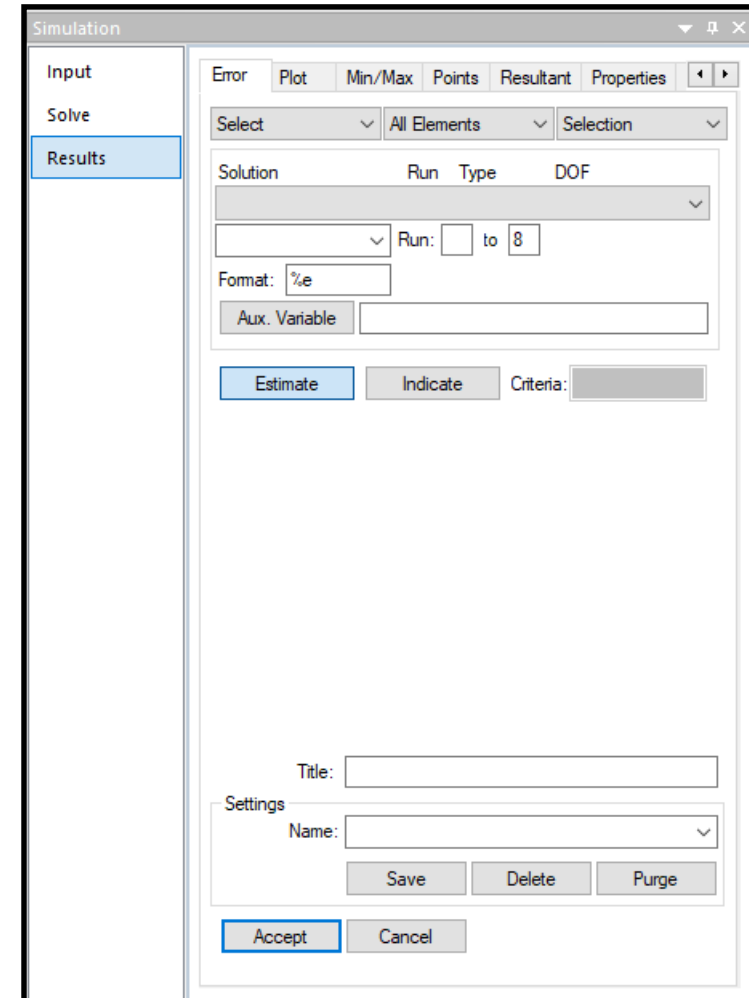 Simulation
Input
Solve
Results
Error Plot Min/Max Points Resultant Properties
Select All Elements Selection
Solution Run Type DOF
Run: to 8
Format: %e
Aux. Variable
Estimate Indicate Criteria:
Title:
Settings
Name:
Save Delete Purge
Accept Cancel